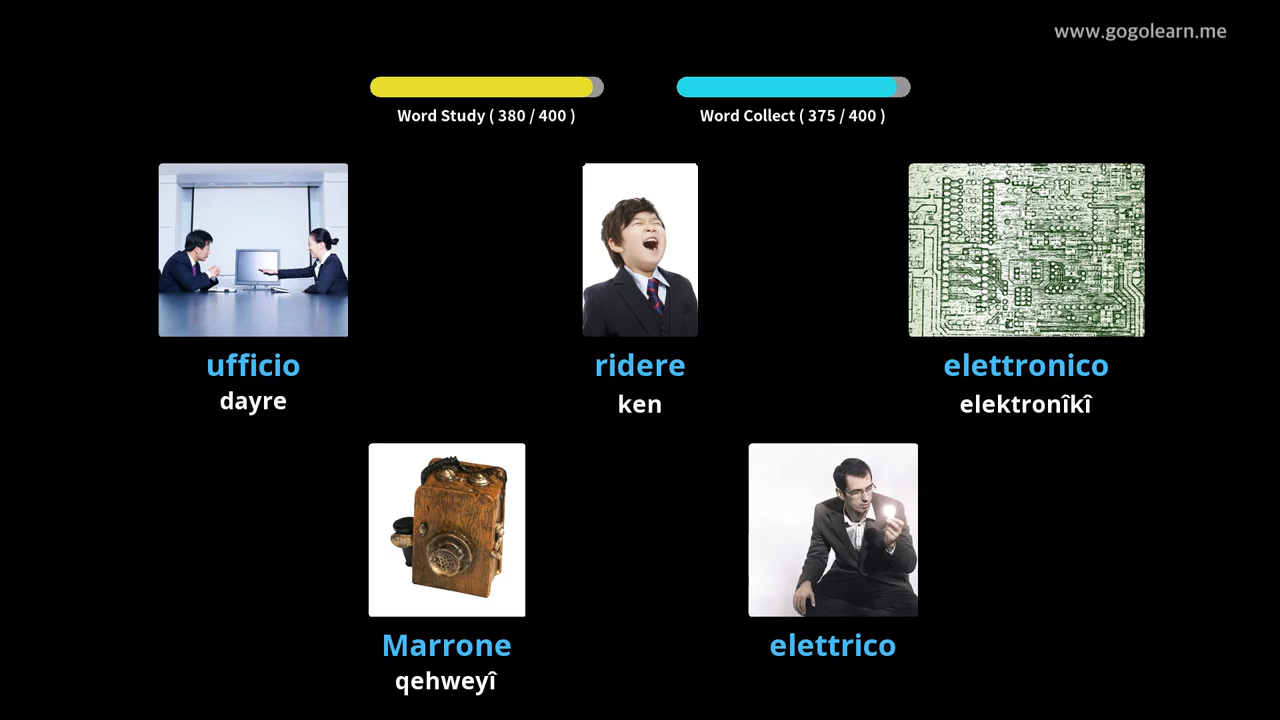 www.gogolearn.me
Word Study ( 380 / 400 )
Word Collect ( 375 / 400 )
ufficio
dayre
ridere
ken
elettronico
elektronîkî
Marrone
qehweyî
elettrico